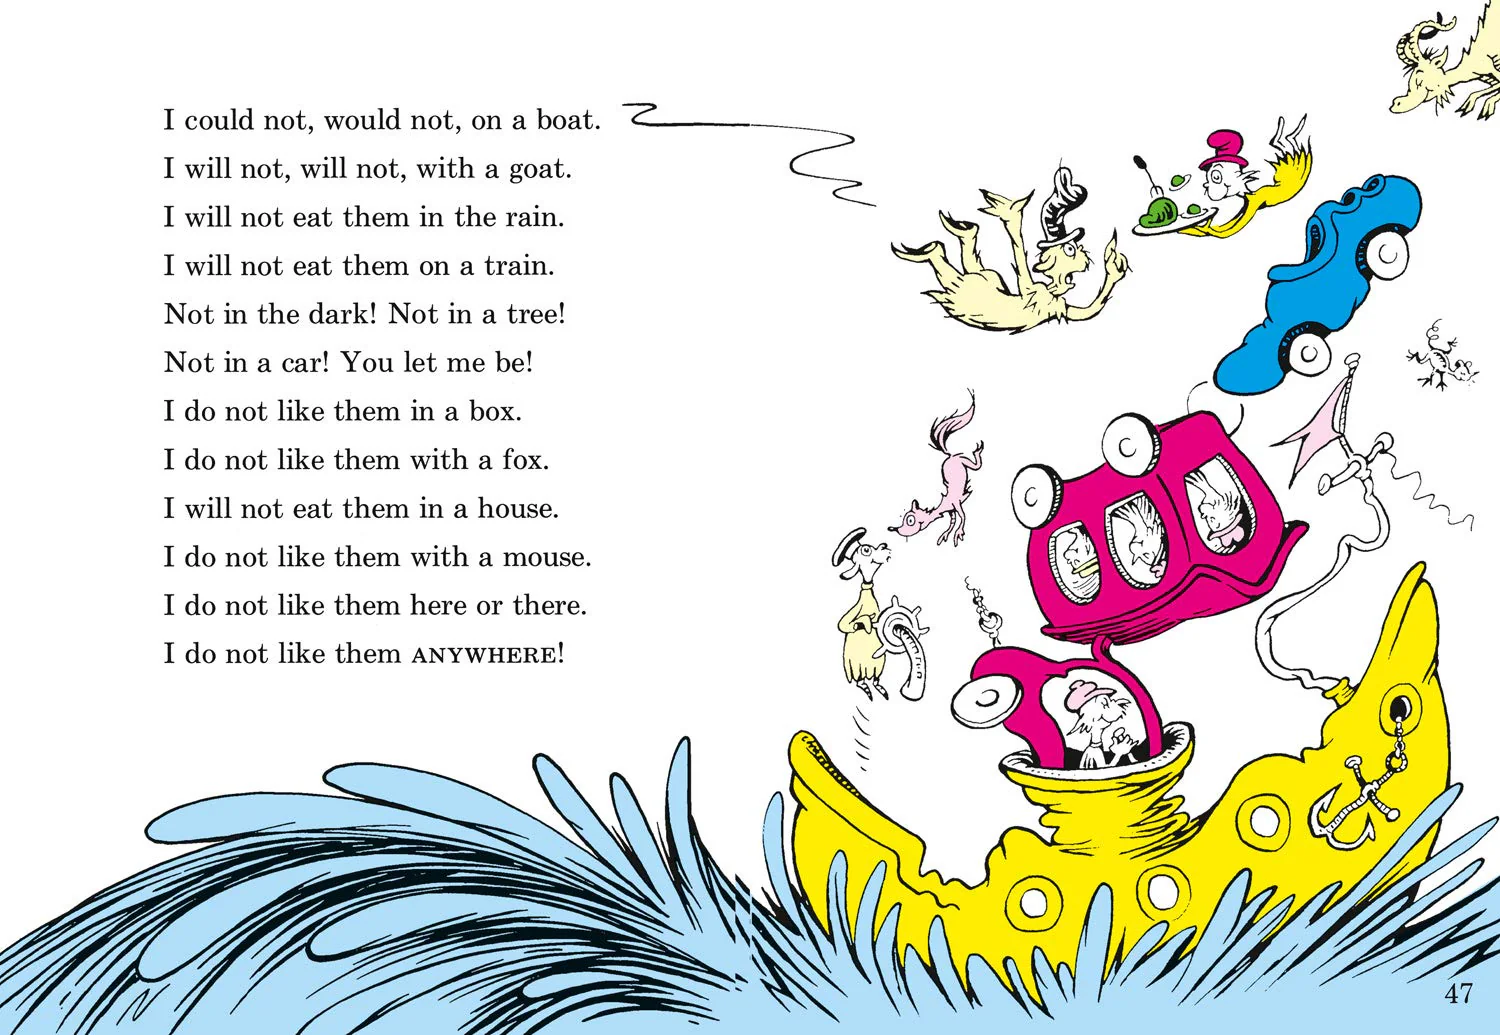 I could not, would not, on a boat.
I will not, will not, with a goat.
I will not eat them in the rain.
I will not eat them on a train.
Not in the dark! Not in a tree!
Not in a car! You let me be!
I do not like them in a box.
I do not like them with a fox.
I will not eat them in a house.
I do not like them with a mouse.
I do not like them here or there.
I do not like them ANYWHERE!
47